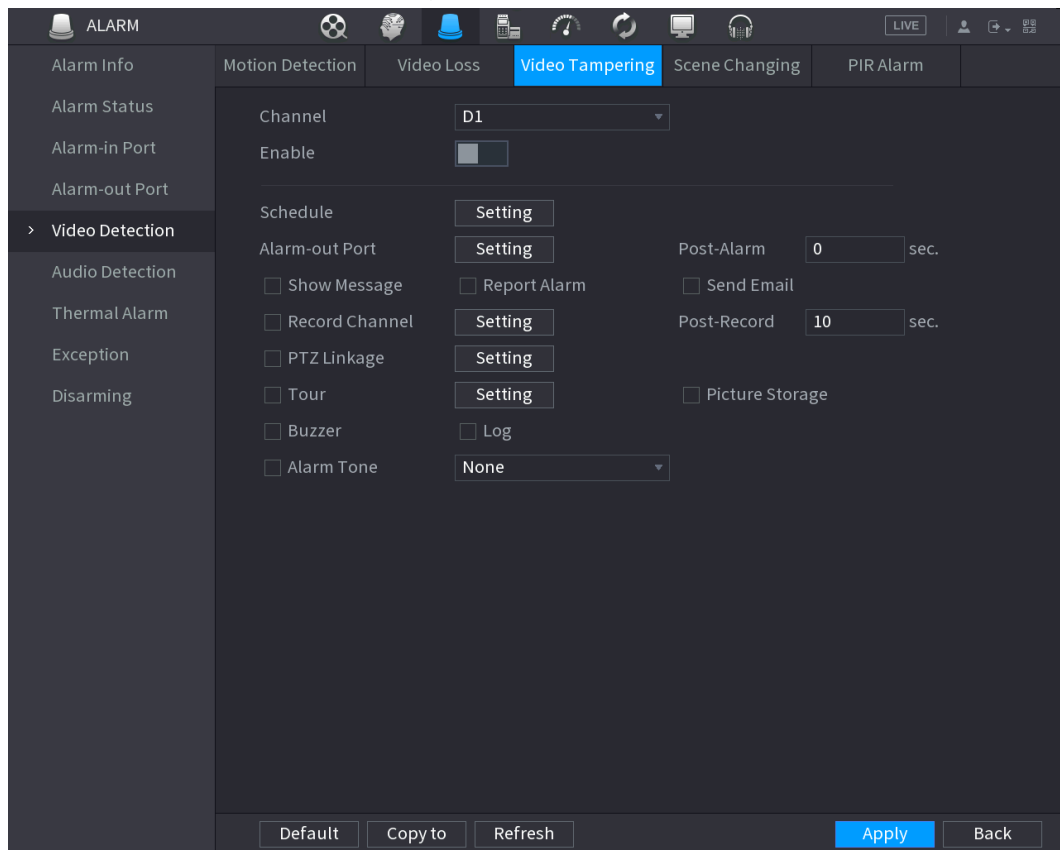 ALARM LIVE
Alarm Info
Alarm Status
Alarm-in Port
Alarm-out Port
> Video Detection
Audio Detection
Thermal Alarm
Exception
Disarming
Motion Detection Video Loss Video Tampering Scene Changing PIR Alarm
Channel D1
Enable
Schedule Setting
Alarm-out Port Setting Post-Alarm 0 sec.
Show Message Report Alarm Send Email
Record Channel Setting Post-Record 10 sec.
PTZ Linkage Setting
Tour Setting Picture Storage
Buzzer Log
Alarm Tone None
Default Copy to Refresh Apply Back